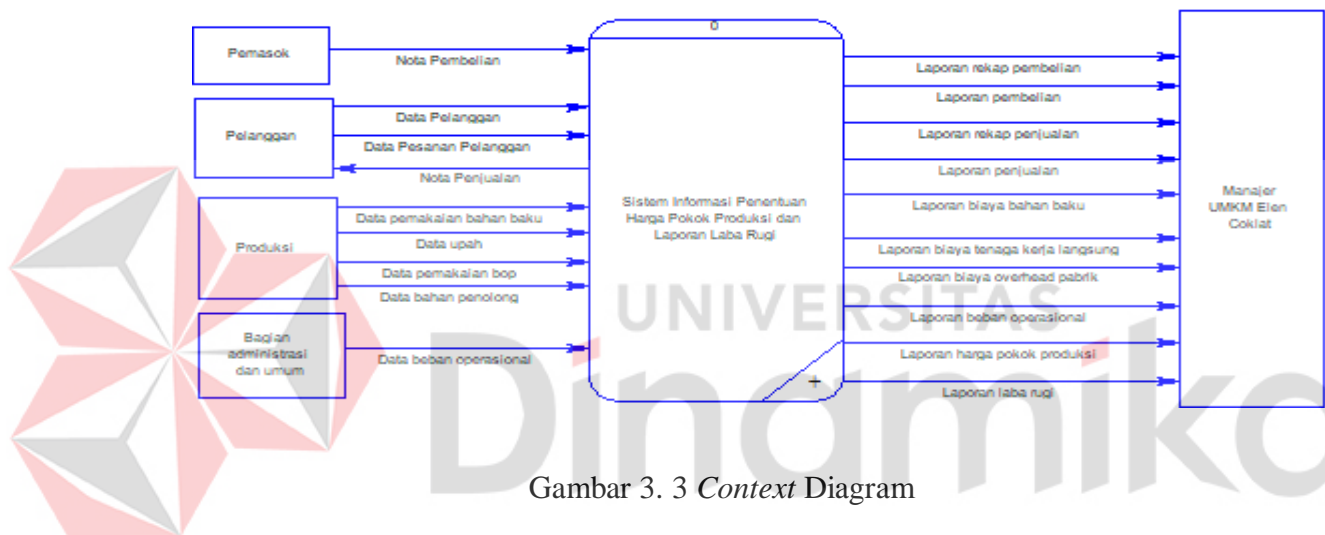 0
Pemasok
Nota Pembelian
Pelanggan
Data Pelanggan
Data Pesanan Pelanggan
Nota Penjualan
Produksi
Data pemakaian bahan baku
Data upah
Data pemakaian bop
Data bahan penolong
Bagian
administrasi
dan umum
Data beban operasional
Sistem Informasi Penentuan
Harga Pokok Produksi dan
Laporan Laba Rugi
+
Laporan rekap pembelian
Laporan pembelian
Laporan rekap penjualan
Laporan penjualan
Laporan biaya bahan baku
Laporan biaya tenaga kerja langsung
Laporan biaya overhead pabrik
Laporan beban operasional
Laporan harga pokok produksi
Laporan laba rugi
Manajer
UMKM Elen
Coklat
UNIVERSITAS
Dinamika
Gambar 3. 3 Context Diagram